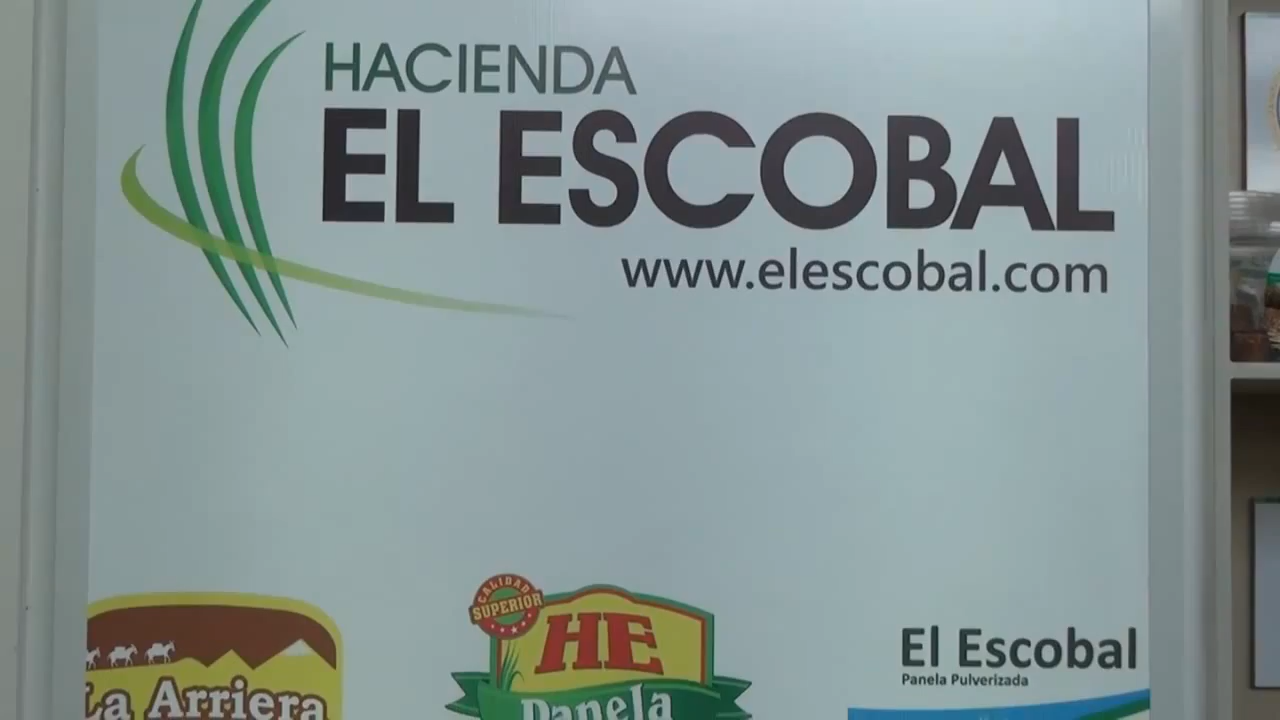 HACIENDA
EL ESCOBAL
www.elescobal.com
La Arriera
CALIDAD
SUPERIOR
HE
Panela
El Escobal
Panela Pulverizada